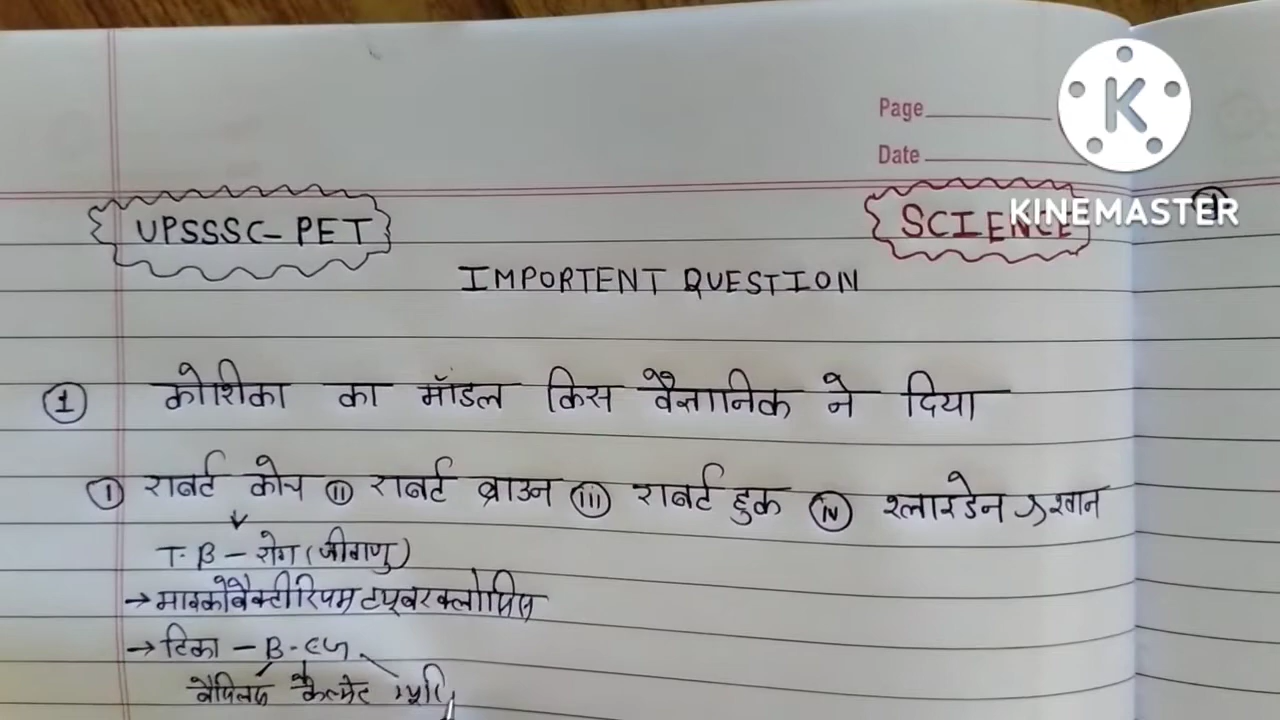 Page
Date
K
KINEMASTER
UPSSSC-PET
SCIENCE
IMPORTENT QUESTION
1 कोशिका का मॉडल किस वैज्ञानिक ने दिया
I राबर्ट कोच II राबर्ट ब्राउन III राबर्ट हुक IV श्लाइडेन श्वान
T.B - रोग (जीवाणु)
→ माइकोबैक्टीरियम ट्यूबरक्लोसिस
→ टिका - B.CG
बैसिलस कैल्मेट